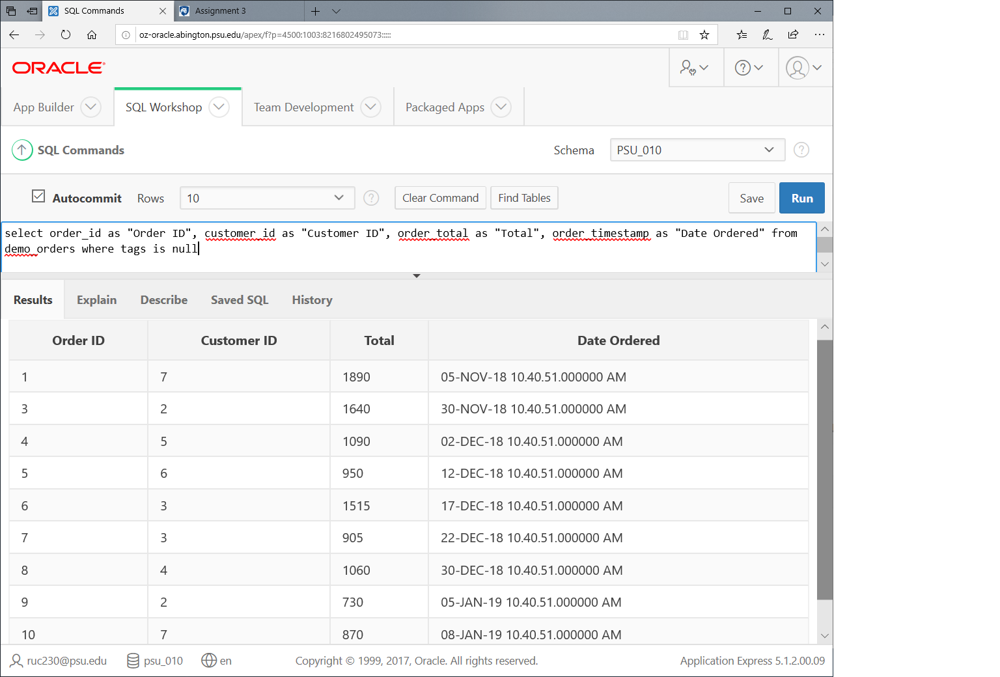 SQL Commands
Assignment 3
oz-oracle.abington.psu.edu/apex/f?p=4500:1003:8216802495073:::::
ORACLE
App Builder SQL Workshop Team Development Packaged Apps
SQL Commands Schema PSU_010
Autocommit Rows 10 Clear Command Find Tables Save Run
select order_id as "Order ID", customer_id as "Customer ID", order_total as "Total", order_timestamp as "Date Ordered" from
demo_orders where tags is null
Results Explain Describe Saved SQL History
Order ID Customer ID Total Date Ordered
1 7 1890 05-NOV-18 10.40.51.000000 AM
3 2 1640 30-NOV-18 10.40.51.000000 AM
4 5 1090 02-DEC-18 10.40.51.000000 AM
5 6 950 12-DEC-18 10.40.51.000000 AM
6 3 1515 17-DEC-18 10.40.51.000000 AM
7 3 905 22-DEC-18 10.40.51.000000 AM
8 4 1060 30-DEC-18 10.40.51.000000 AM
9 2 730 05-JAN-19 10.40.51.000000 AM
10 7 870 08-JAN-19 10.40.51.000000 AM
ruc230@psu.edu psu_010 en Copyright © 1999, 2017, Oracle. All rights reserved. Application Express 5.1.2.00.09